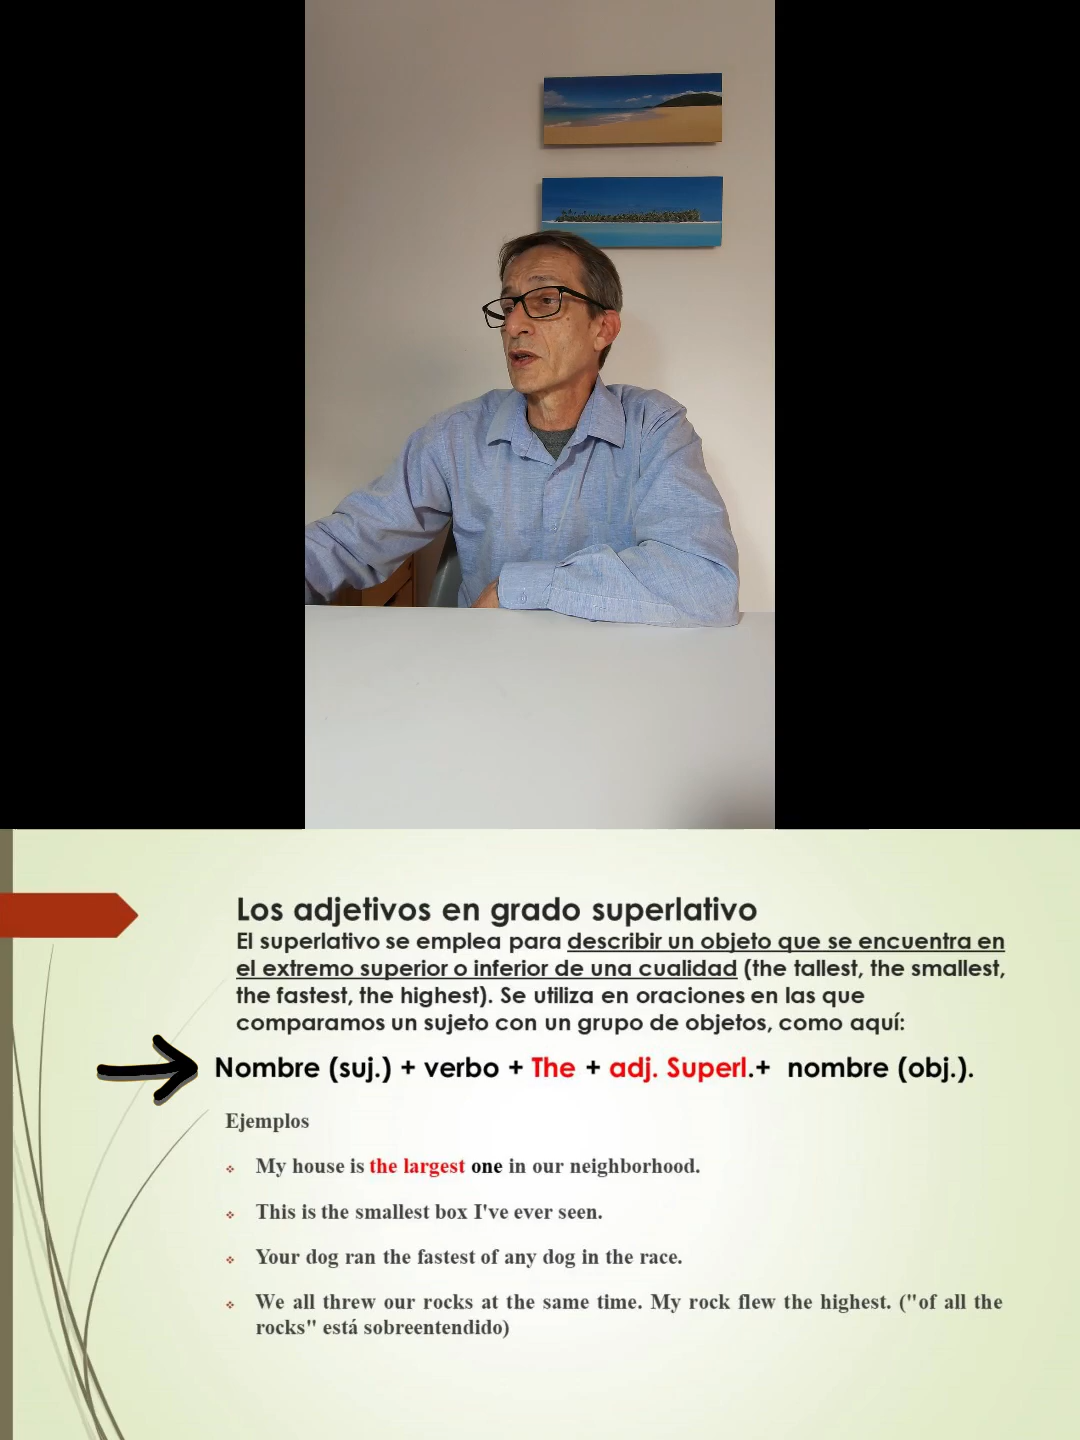 Los adjetivos en grado superlativo
El superlativo se emplea para describir un objeto que se encuentra en
el extremo superior o inferior de una cualidad (the tallest, the smallest,
the fastest, the highest). Se utiliza en oraciones en las que
comparamos un sujeto con un grupo de objetos, como aquí:
Nombre (suj.) + verbo + The + adj. Superl.+ nombre (obj.).
Ejemplos
My house is the largest one in our neighborhood.
This is the smallest box I've ever seen.
Your dog ran the fastest of any dog in the race.
We all threw our rocks at the same time. My rock flew the highest. ("of all the
rocks" está sobreentendido)